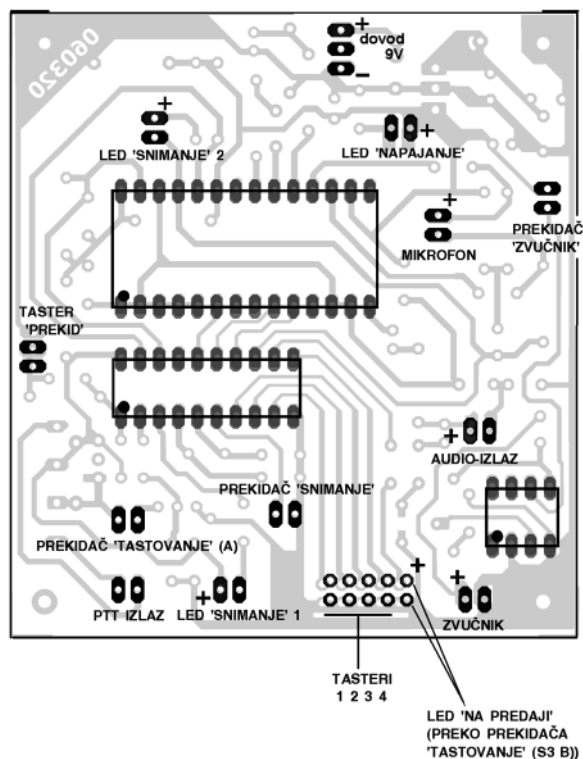 060320
+
dovod
9V
−
+
LED 'SNIMANJE' 2
+
LED 'NAPAJANJE'
+
MIKROFON
PREKIDAČ
'ZVUČNIK'
TASTER
'PREKID'
+
AUDIO-IZLAZ
PREKIDAČ 'SNIMANJE'
PREKIDAČ 'TASTOVANJE' (A)
PTT IZLAZ
+
LED 'SNIMANJE' 1
+
+
ZVUČNIK
TASTERI
1 2 3 4
LED 'NA PREDAJI'
(PREKO PREKIDAČA
'TASTOVANJE' (S3 B))